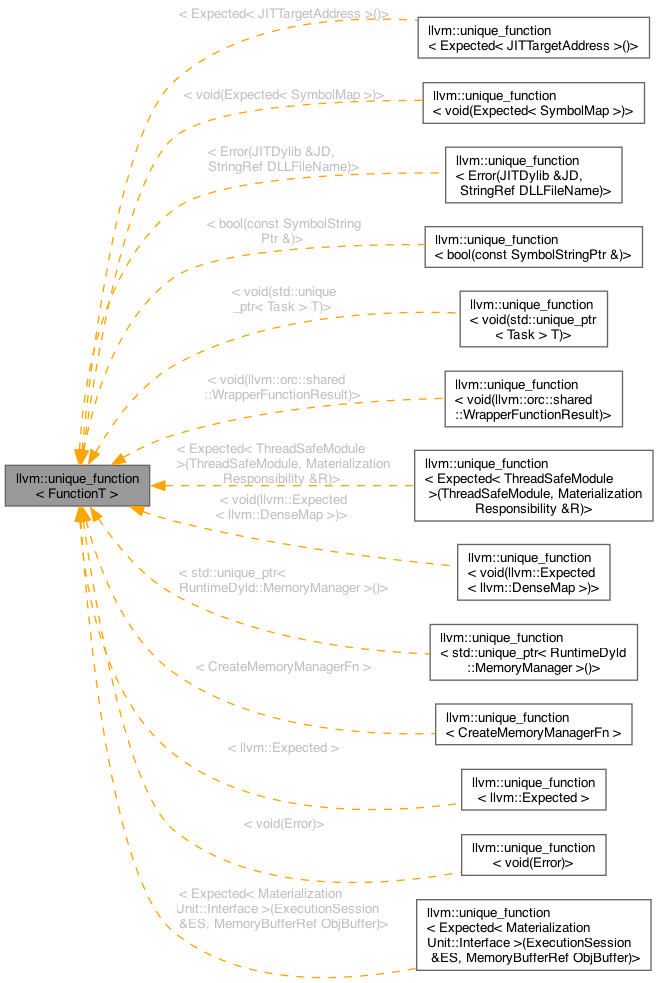 < Expected< JITTargetAddress >()>
llvm::unique_function
< Expected< JITTargetAddress >()>
< void(Expected< SymbolMap >)>
llvm::unique_function
< void(Expected< SymbolMap >)>
< Error(JITDylib &JD,
StringRef DLLFileName)>
llvm::unique_function
< Error(JITDylib &JD,
StringRef DLLFileName)>
< bool(const SymbolString
Ptr &)>
llvm::unique_function
< bool(const SymbolStringPtr &)>
< void(std::unique
_ptr< Task > T)>
llvm::unique_function
< void(std::unique_ptr
< Task > T)>
< void(llvm::orc::shared
::WrapperFunctionResult)>
llvm::unique_function
< void(llvm::orc::shared
::WrapperFunctionResult)>
llvm::unique_function
< FunctionT >
< Expected< ThreadSafeModule
>(ThreadSafeModule, Materialization
Responsibility &R)>
llvm::unique_function
< Expected< ThreadSafeModule
>(ThreadSafeModule, Materialization
Responsibility &R)>
< void(llvm::Expected
< llvm::DenseMap >)>
llvm::unique_function
< void(llvm::Expected
< llvm::DenseMap >)>
< std::unique_ptr<
RuntimeDyld::MemoryManager >()>
llvm::unique_function
< std::unique_ptr< RuntimeDyld
::MemoryManager >()>
< CreateMemoryManagerFn >
llvm::unique_function
< CreateMemoryManagerFn >
< llvm::Expected >
llvm::unique_function
< llvm::Expected >
< void(Error)>
llvm::unique_function
< void(Error)>
< Expected< Materialization
Unit::Interface >(ExecutionSession
&ES, MemoryBufferRef ObjBuffer)>
llvm::unique_function
< Expected< Materialization
Unit::Interface >(ExecutionSession
&ES, MemoryBufferRef ObjBuffer)>